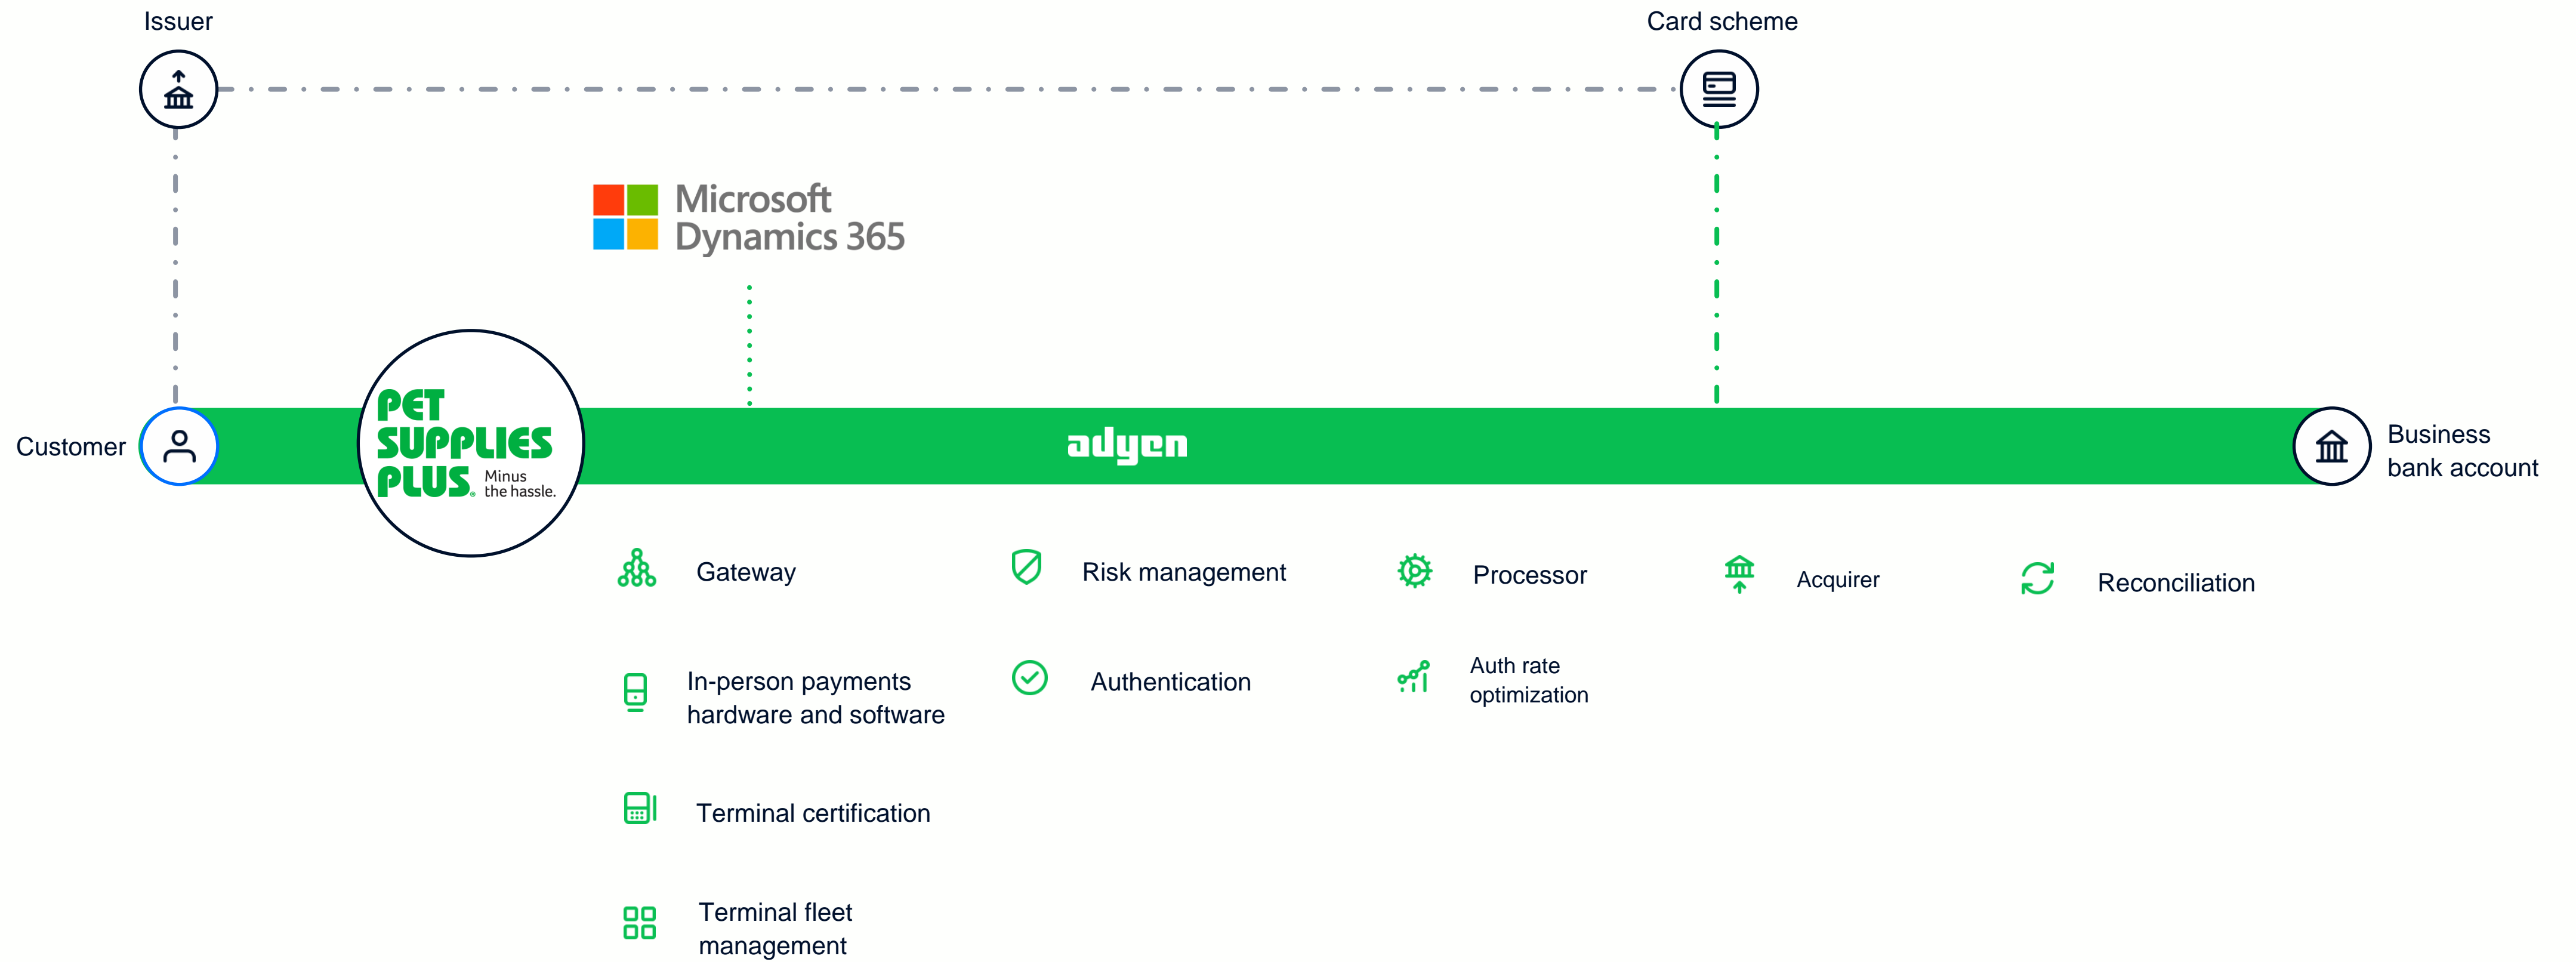 Issuer
Card scheme
Microsoft
Dynamics 365
Customer
PET
SUPPLIES
PLUS®
Minus
the hassle.
adyen
Business
bank account
Gateway
Risk management
Processor
Acquirer
Reconciliation
In-person payments
hardware and software
Authentication
Auth rate
optimization
Terminal certification
Terminal fleet
management